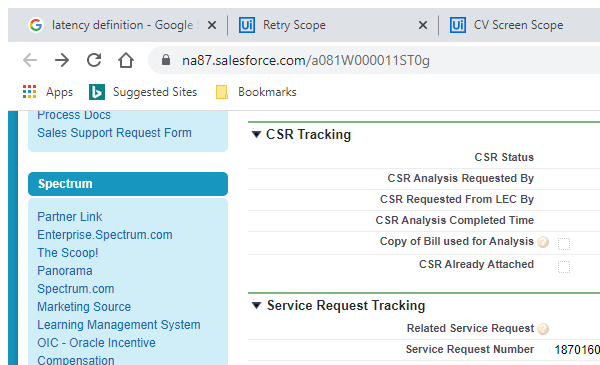 latency definition - Google
Retry Scope
CV Screen Scope
na87.salesforce.com/a081W000011ST0g
Apps
Suggested Sites
Bookmarks
Process Docs
Sales Support Request Form
Spectrum
Partner Link
Enterprise.Spectrum.com
The Scoop!
Panorama
Spectrum.com
Marketing Source
Learning Management System
OIC - Oracle Incentive
Compensation
CSR Tracking
CSR Status
CSR Analysis Requested By
CSR Requested From LEC By
CSR Analysis Completed Time
Copy of Bill used for Analysis
CSR Already Attached
Service Request Tracking
Related Service Request
Service Request Number 1870160